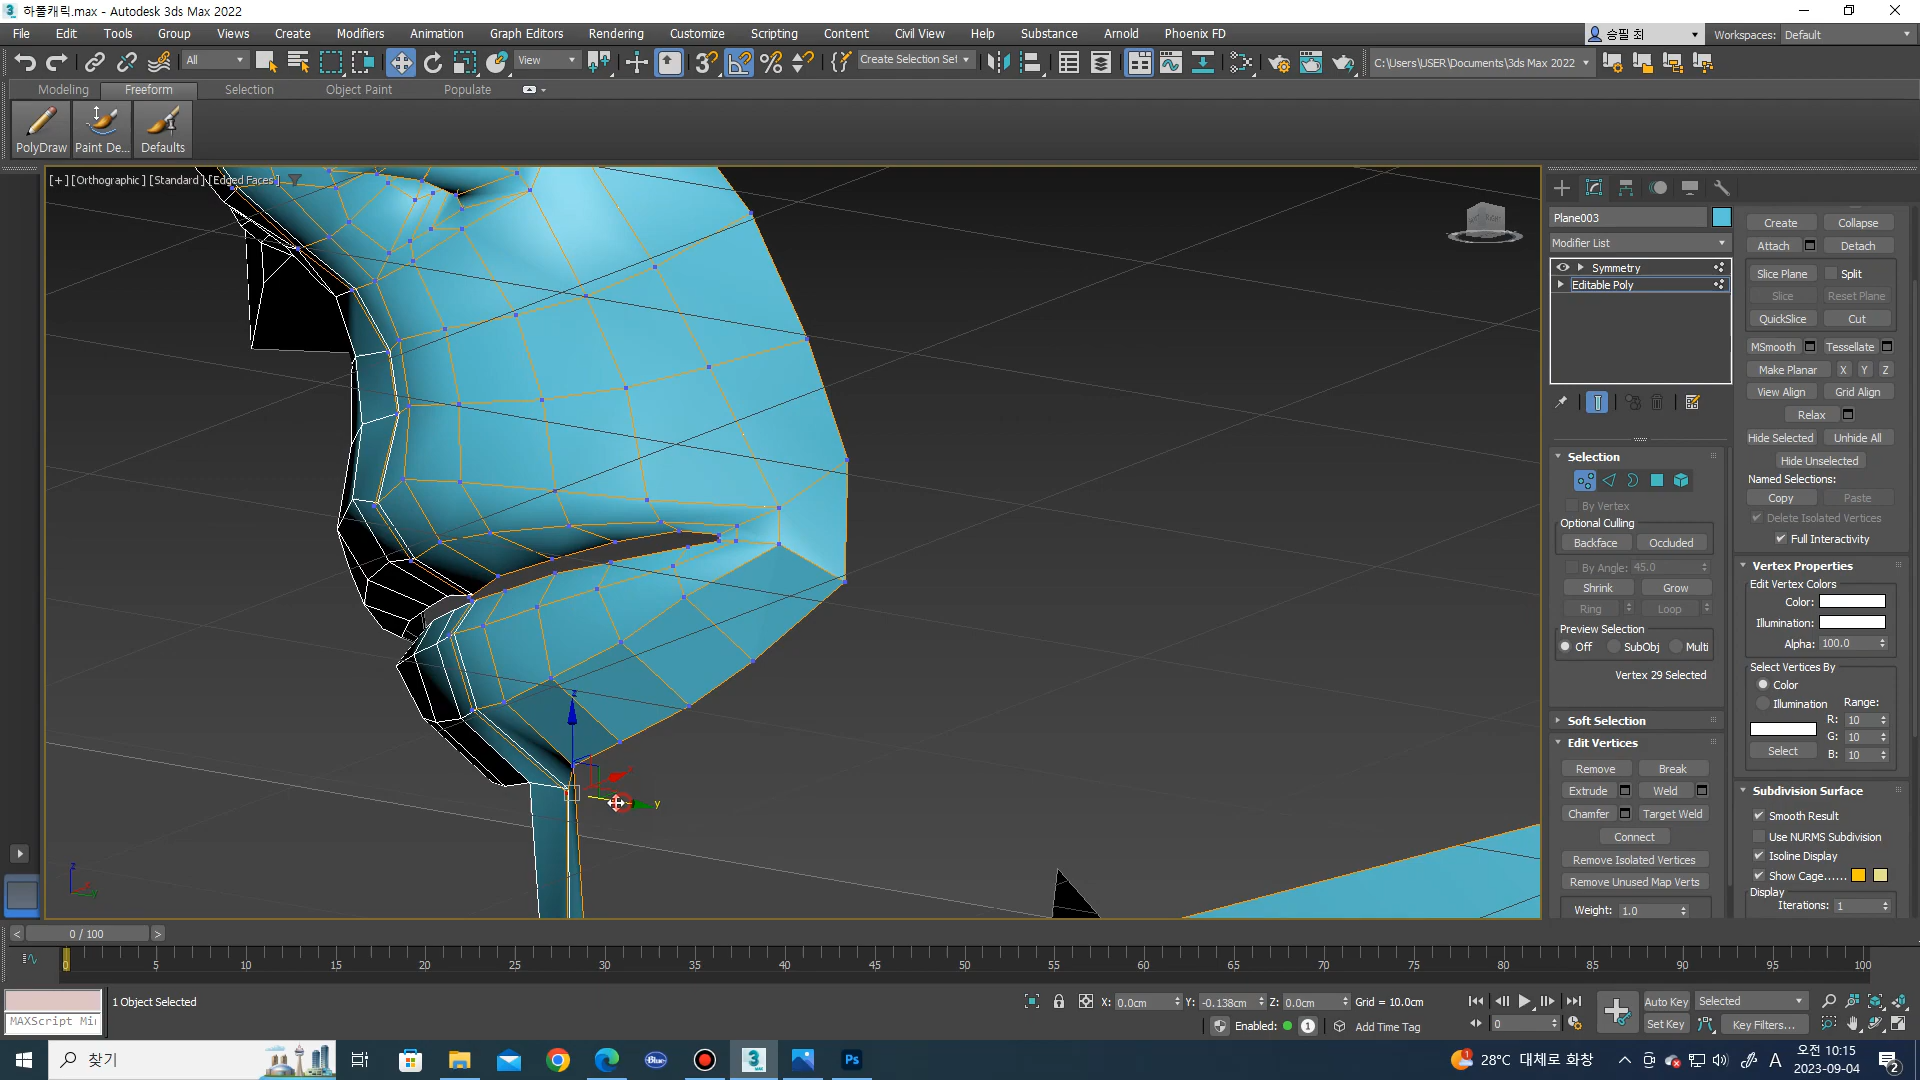 하폴캐릭.max - Autodesk 3ds Max 2022
File Edit Tools Group Views Create Modifiers Animation Graph Editors Rendering Customize Scripting Content Civil View Help Substance Arnold Phoenix FD
승필 최 Workspaces: Default
All View Create Selection Set C:\Users\USER\Documents\3ds Max 2022
Modeling Freeform Selection Object Paint Populate
PolyDraw Paint De... Defaults
[+] [Orthographic] [Standard] [Edged Faces]
Plane003
Modifier List
Symmetry
Editable Poly
Selection
By Vertex
Optional Culling
Backface Occluded
By Angle: 45.0
Shrink Grow
Ring Loop
Preview Selection
Off SubObj Multi
Vertex 29 Selected
Soft Selection
Edit Vertices
Remove Break
Extrude Weld
Chamfer Target Weld
Connect
Remove Isolated Vertices
Remove Unused Map Verts
Weight: 1.0
Create Collapse
Attach Detach
Slice Plane Split
Slice Reset Plane
QuickSlice Cut
MSmooth Tessellate
Make Planar X Y Z
View Align Grid Align
Relax
Hide Selected Unhide All
Hide Unselected
Named Selections:
Copy Paste
Delete Isolated Vertices
Full Interactivity
Vertex Properties
Edit Vertex Colors
Color:
Illumination:
Alpha: 100.0
Select Vertices By
Color
Illumination Range:
R: 10
G: 10
Select B: 10
Subdivision Surface
Smooth Result
Use NURMS Subdivision
Isoline Display
Show Cage......
Display
Iterations: 1
z
y
z
< 0 / 100 >
0 5 10 15 20 25 30 35 40 45 50 55 60 65 70 75 80 85 90 95 100
1 Object Selected
MAXScript Mi
X: 0.0cm Y: -0.138cm Z: 0.0cm Grid = 10.0cm
Enabled: 1 Add Time Tag
0
Auto Key Selected
Set Key Key Filters...
찾기
Blue
3 MAX
Ps
1 28°C 대체로 화창
A
오전 10:15
2023-09-04
2